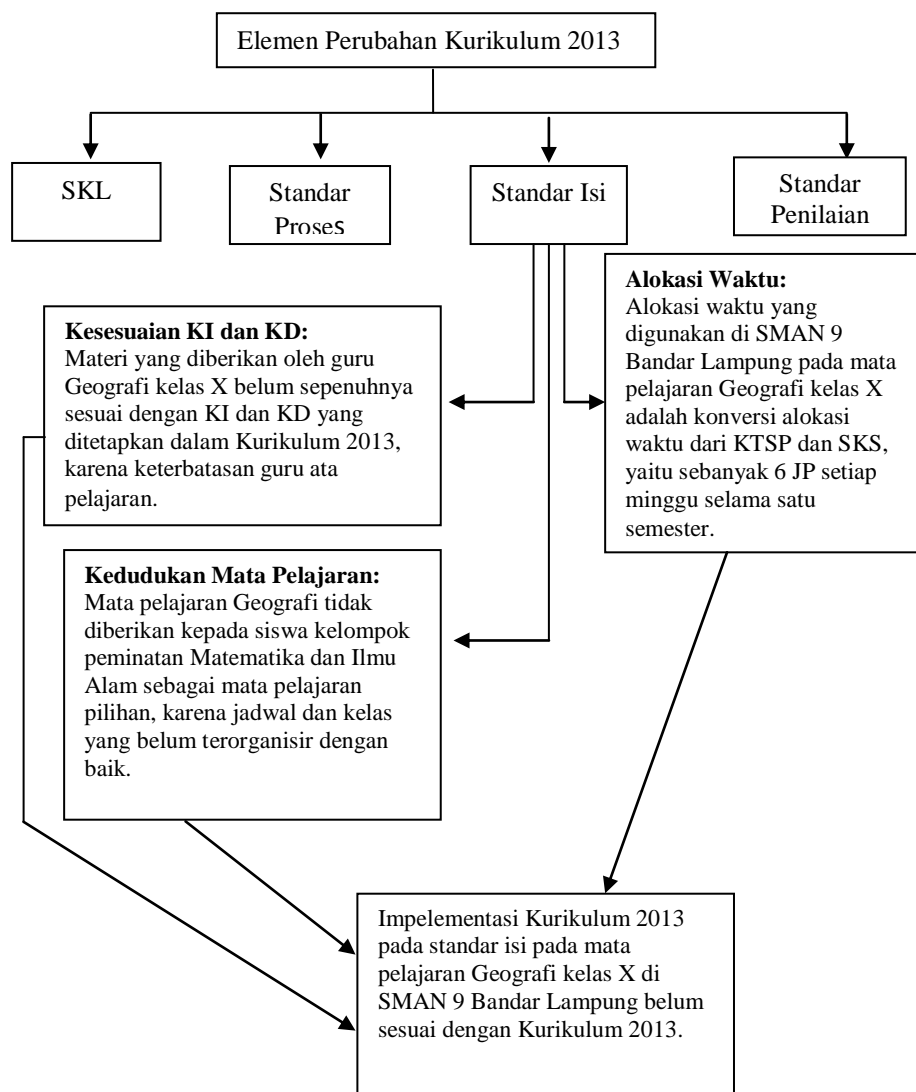 Elemen Perubahan Kurikulum 2013
SKL
Standar
Proses
Standar Isi
Standar
Penilaian
Kesesuaian KI dan KD:
Materi yang diberikan oleh guru
Geografi kelas X belum sepenuhnya
sesuai dengan KI dan KD yang
ditetapkan dalam Kurikulum 2013,
karena keterbatasan guru ata
pelajaran.
Alokasi Waktu:
Alokasi waktu yang
digunakan di SMAN 9
Bandar Lampung pada mata
pelajaran Geografi kelas X
adalah konversi alokasi
waktu dari KTSP dan SKS,
yaitu sebanyak 6 JP setiap
minggu selama satu
semester.
Kedudukan Mata Pelajaran:
Mata pelajaran Geografi tidak
diberikan kepada siswa kelompok
peminatan Matematika dan Ilmu
Alam sebagai mata pelajaran
pilihan, karena jadwal dan kelas
yang belum terorganisir dengan
baik.
Impelementasi Kurikulum 2013
pada standar isi pada mata
pelajaran Geografi kelas X di
SMAN 9 Bandar Lampung belum
sesuai dengan Kurikulum 2013.